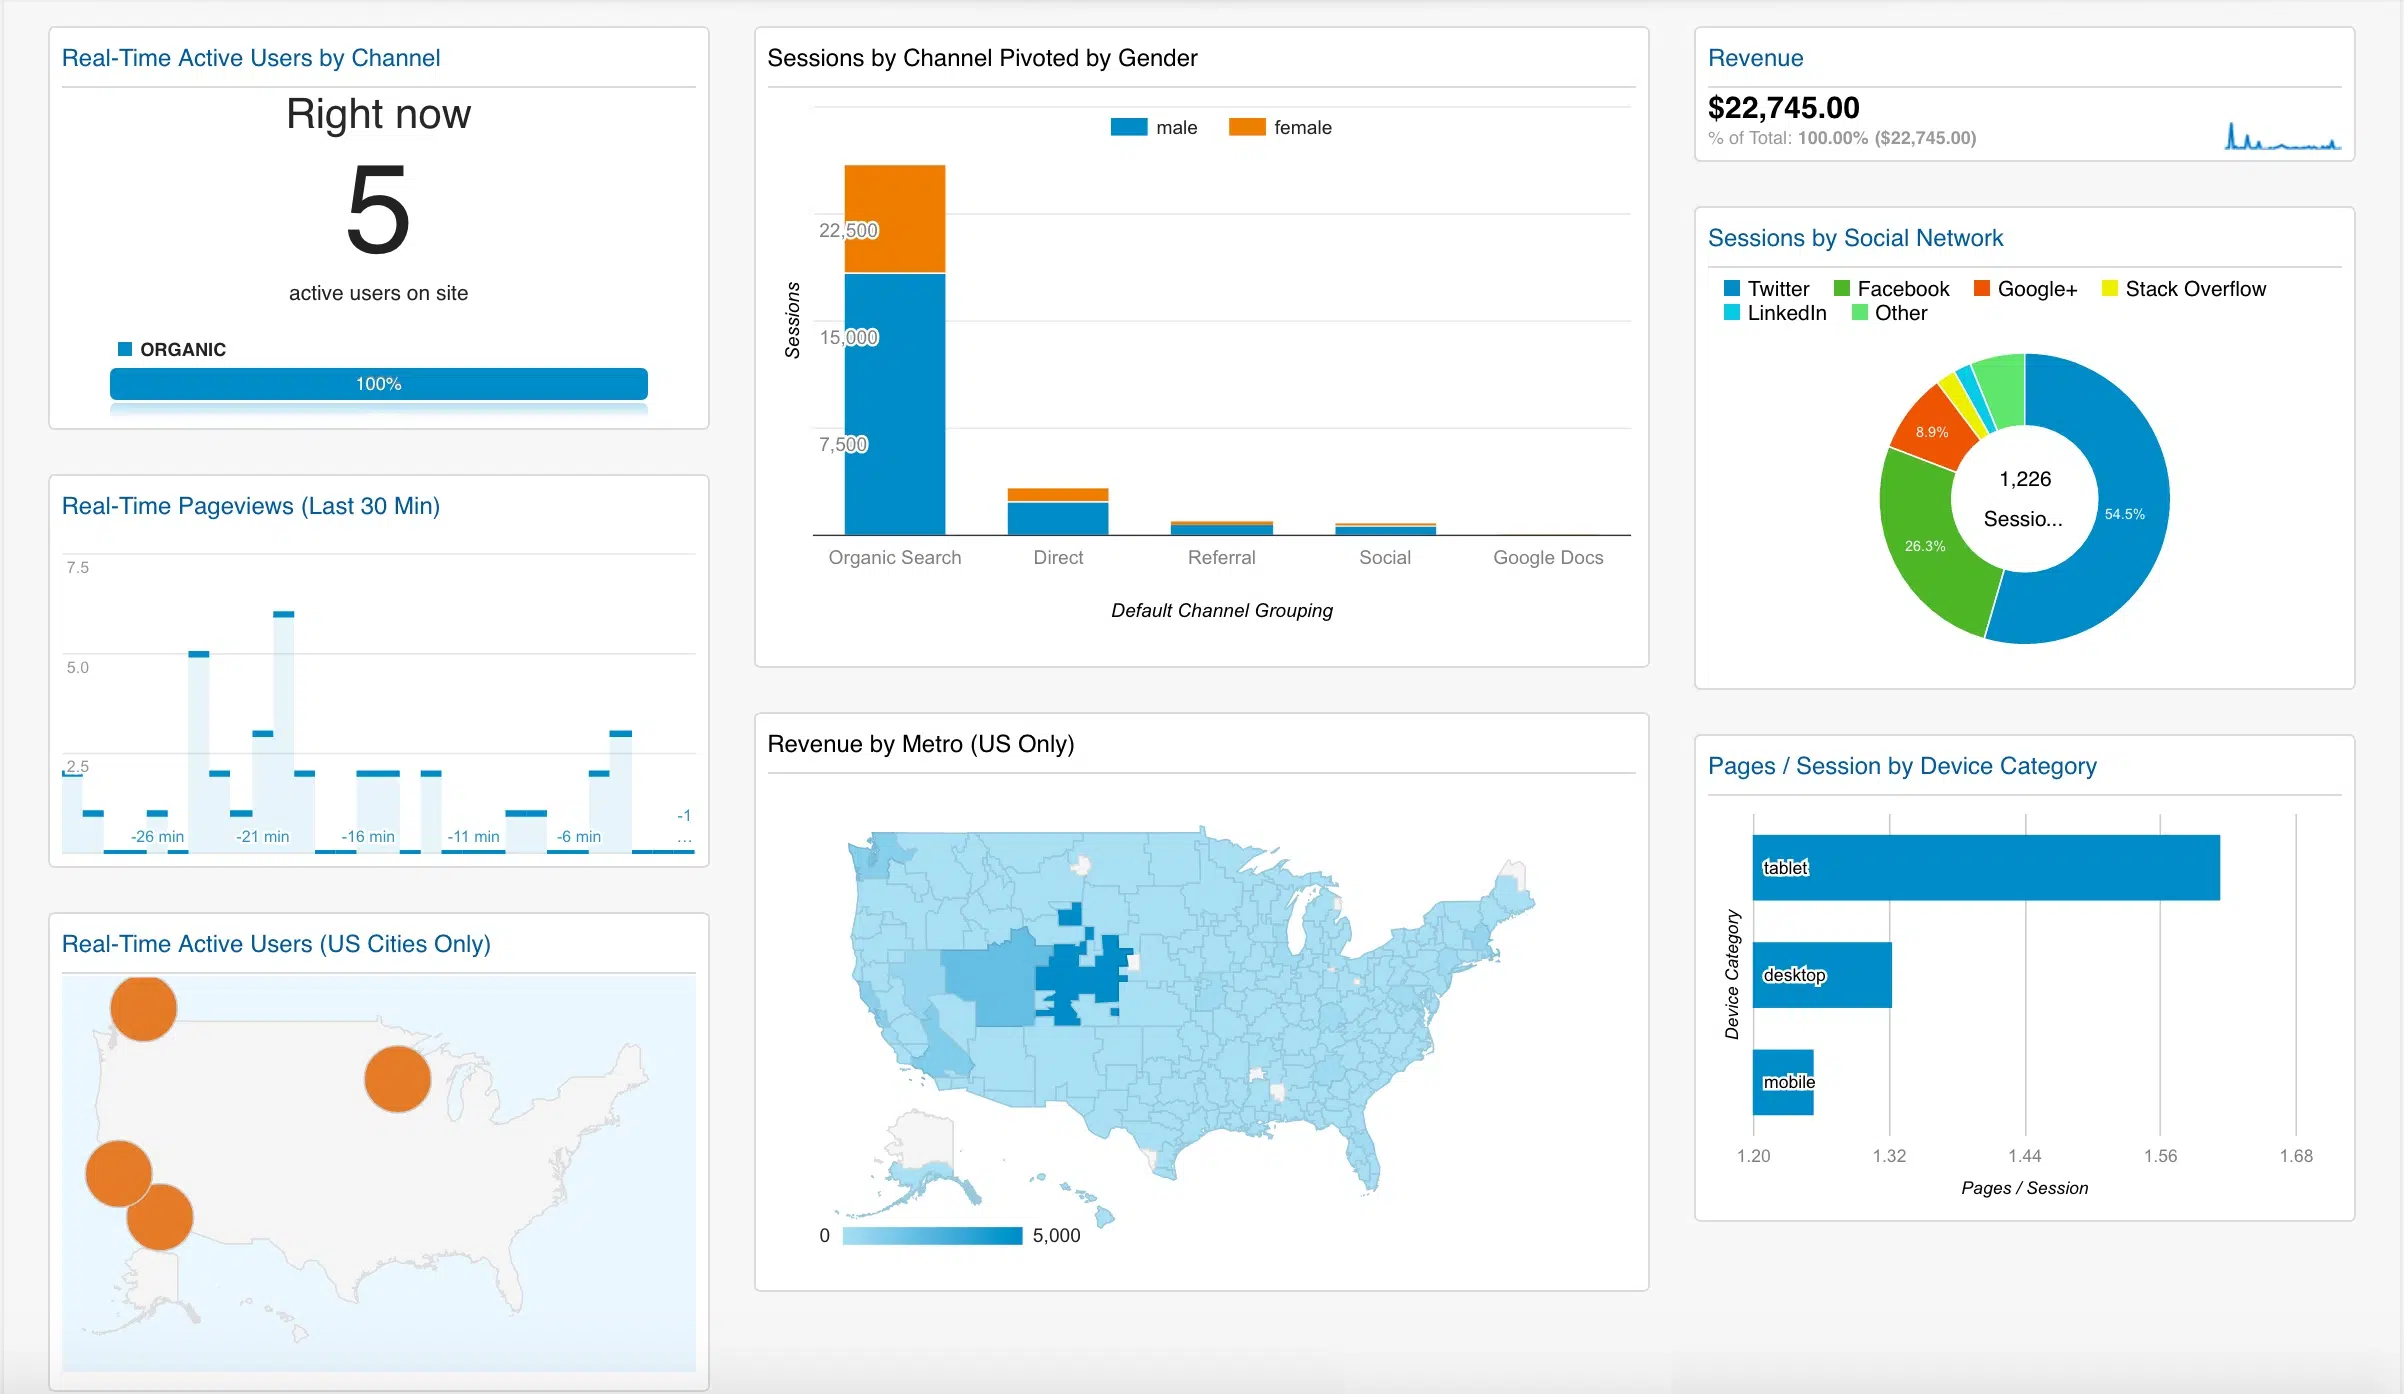 Real-Time Active Users by Channel
Right now
5
active users on site
ORGANIC
100%
Real-Time Pageviews (Last 30 Min)
7.5
5.0
2.5
-26 min -21 min -16 min -11 min -6 min -1
...
Real-Time Active Users (US Cities Only)
Sessions by Channel Pivoted by Gender
male female
22,500
15,000
7,500
Sessions
Organic Search Direct Referral Social Google Docs
Default Channel Grouping
Revenue by Metro (US Only)
0 5,000
Revenue
$22,745.00
% of Total: 100.00% ($22,745.00)
Sessions by Social Network
Twitter Facebook Google+ Stack Overflow
LinkedIn Other
8.9%
1,226
Sessio...
54.5%
26.3%
Pages / Session by Device Category
tablet
desktop
mobile
Device Category
1.20 1.32 1.44 1.56 1.68
Pages / Session